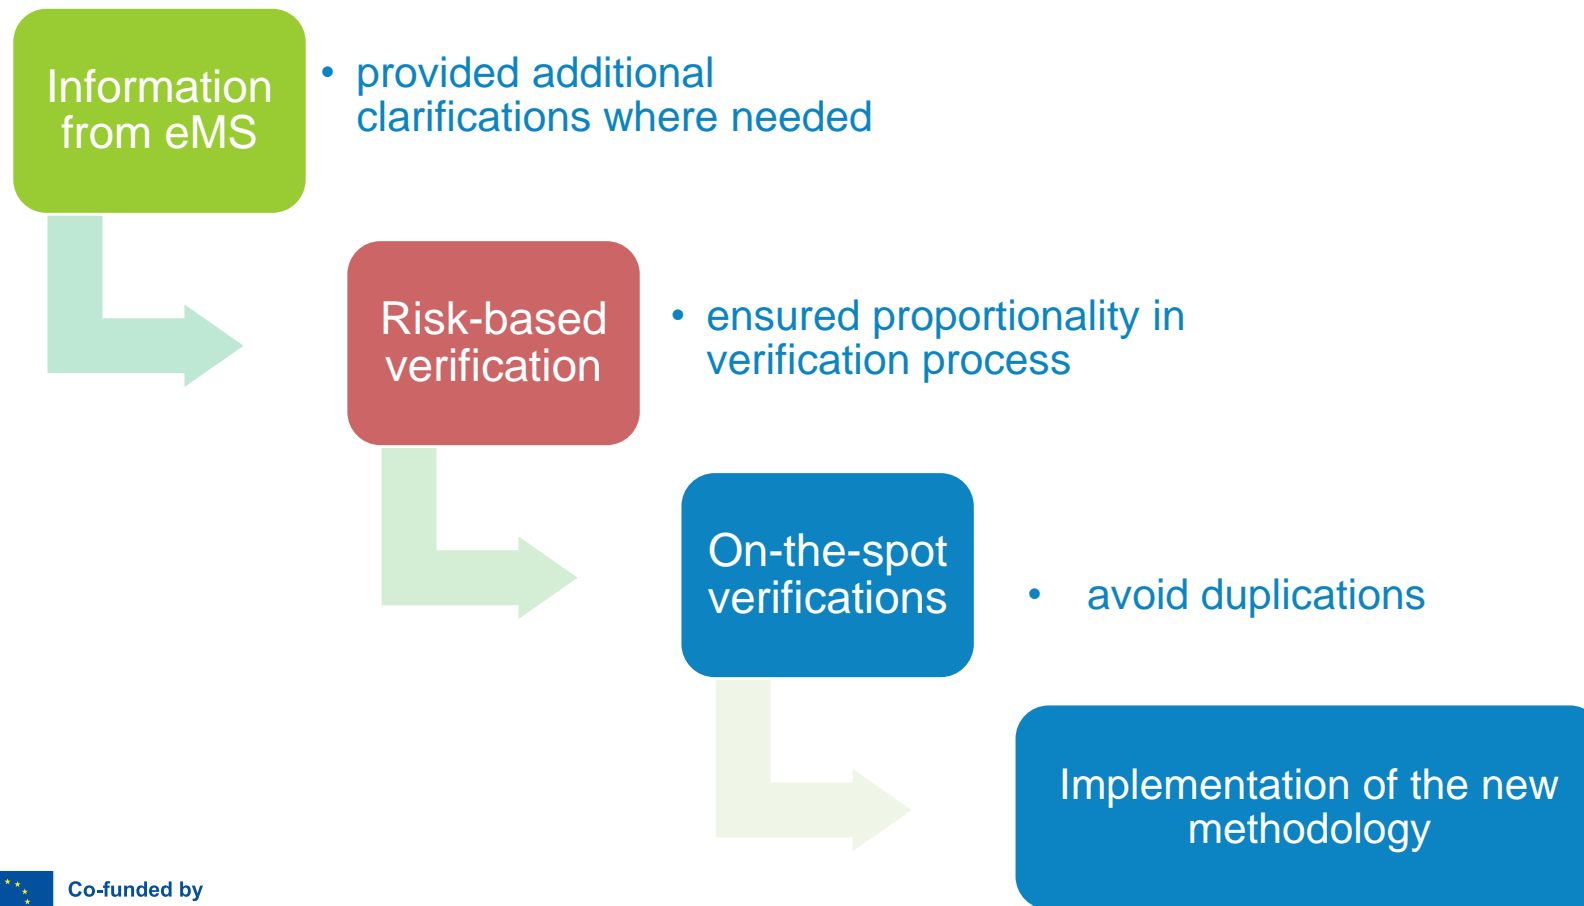 Information
from eMS
• provided additional
clarifications where needed
Risk-based
verification
• ensured proportionality in
verification process
On-the-spot
verifications
• avoid duplications
Implementation of the new
methodology
Co-funded by